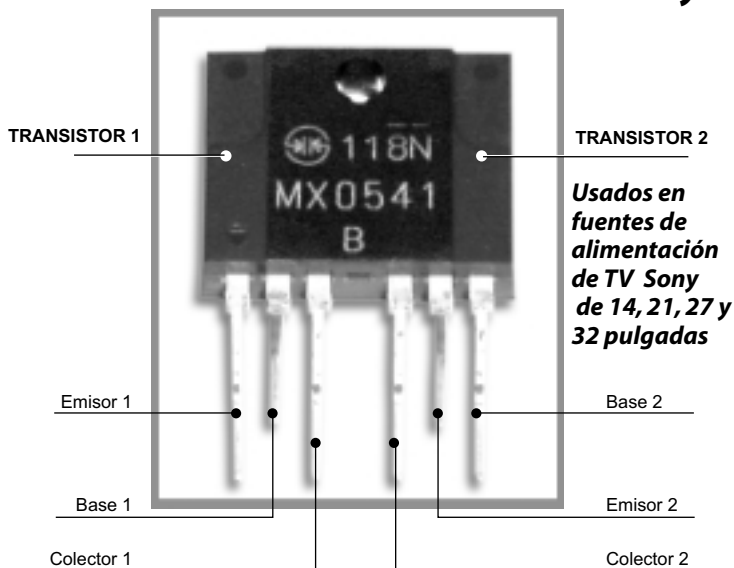 TRANSISTOR 1
TRANSISTOR 2
118N
MX0541
B
Usados en
fuentes de
alimentación
de TV Sony
de 14, 21, 27 y
32 pulgadas
Emisor 1
Base 2
Base 1
Emisor 2
Colector 1
Colector 2